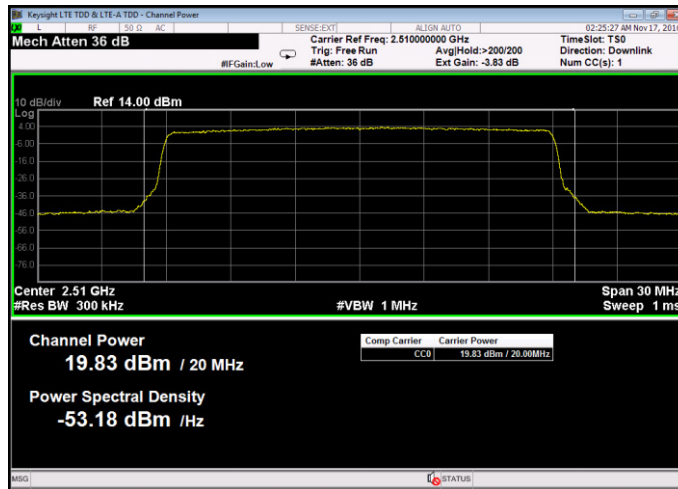 Keysight LTE TDD & LTE-A TDD - Channel Power
L RF 50 Ω AC SENSE:EXT ALIGN AUTO 02:25:27 AM Nov 17, 2016
Mech Atten 36 dB
Carrier Ref Freq: 2.510000000 GHz TimeSlot: TS0
Trig: Free Run Avg|Hold:>200/200 Direction: Downlink
#IFGain:Low #Atten: 36 dB Ext Gain: -3.83 dB Num CC(s): 1
10 dB/div Ref 14.00 dBm
Log
4.00
-6.00
-16.0
-26.0
-36.0
-46.0
-56.0
-66.0
-76.0
Center 2.51 GHz Span 30 MHz
#Res BW 300 kHz #VBW 1 MHz Sweep 1 ms
Channel Power
19.83 dBm / 20 MHz
Power Spectral Density
-53.18 dBm /Hz
Comp Carrier Carrier Power
CC0 19.83 dBm / 20.00MHz
MSG STATUS